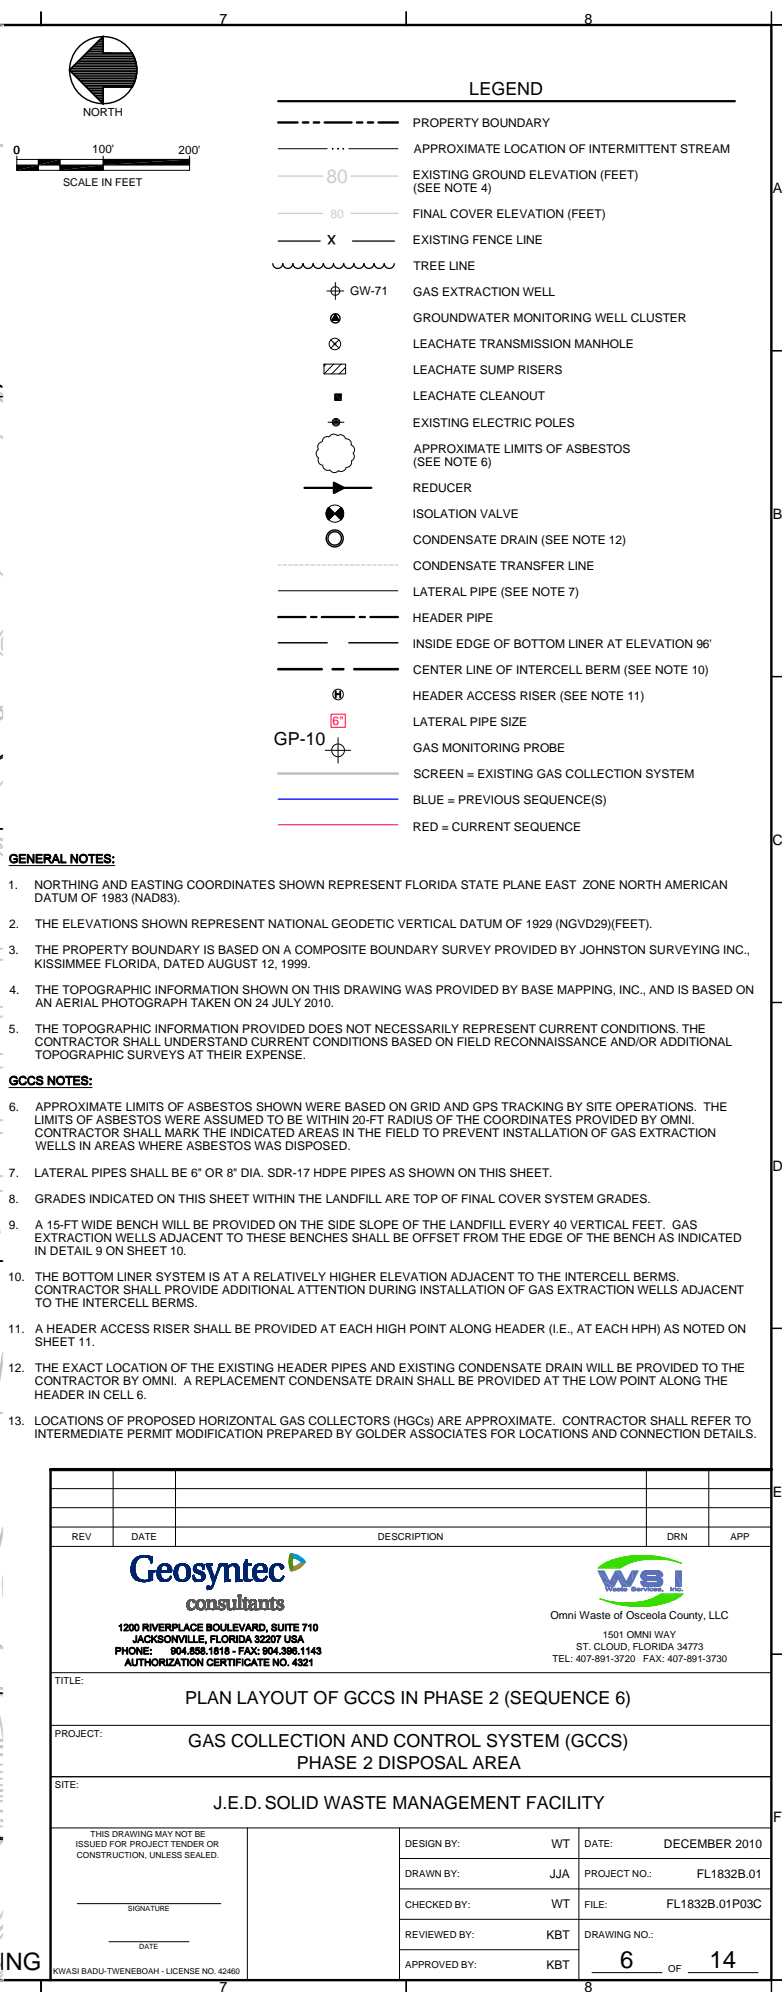 7 8
NORTH
0 100' 200'
SCALE IN FEET
LEGEND
PROPERTY BOUNDARY
APPROXIMATE LOCATION OF INTERMITTENT STREAM
80 EXISTING GROUND ELEVATION (FEET)
(SEE NOTE 4)
A
80 FINAL COVER ELEVATION (FEET)
X EXISTING FENCE LINE
TREE LINE
GW-71 GAS EXTRACTION WELL
GROUNDWATER MONITORING WELL CLUSTER
LEACHATE TRANSMISSION MANHOLE
LEACHATE SUMP RISERS
LEACHATE CLEANOUT
EXISTING ELECTRIC POLES
APPROXIMATE LIMITS OF ASBESTOS
(SEE NOTE 6)
REDUCER
ISOLATION VALVE
B
CONDENSATE DRAIN (SEE NOTE 12)
CONDENSATE TRANSFER LINE
LATERAL PIPE (SEE NOTE 7)
HEADER PIPE
INSIDE EDGE OF BOTTOM LINER AT ELEVATION 96'
CENTER LINE OF INTERCELL BERM (SEE NOTE 10)
H HEADER ACCESS RISER (SEE NOTE 11)
6" LATERAL PIPE SIZE
GP-10 GAS MONITORING PROBE
SCREEN = EXISTING GAS COLLECTION SYSTEM
BLUE = PREVIOUS SEQUENCE(S)
RED = CURRENT SEQUENCE
C
GENERAL NOTES:
1. NORTHING AND EASTING COORDINATES SHOWN REPRESENT FLORIDA STATE PLANE EAST ZONE NORTH AMERICAN
DATUM OF 1983 (NAD83).
2. THE ELEVATIONS SHOWN REPRESENT NATIONAL GEODETIC VERTICAL DATUM OF 1929 (NGVD29)(FEET).
3. THE PROPERTY BOUNDARY IS BASED ON A COMPOSITE BOUNDARY SURVEY PROVIDED BY JOHNSTON SURVEYING INC.,
KISSIMMEE FLORIDA, DATED AUGUST 12, 1999.
4. THE TOPOGRAPHIC INFORMATION SHOWN ON THIS DRAWING WAS PROVIDED BY BASE MAPPING, INC., AND IS BASED ON
AN AERIAL PHOTOGRAPH TAKEN ON 24 JULY 2010.
5. THE TOPOGRAPHIC INFORMATION PROVIDED DOES NOT NECESSARILY REPRESENT CURRENT CONDITIONS. THE
CONTRACTOR SHALL UNDERSTAND CURRENT CONDITIONS BASED ON FIELD RECONNAISSANCE AND/OR ADDITIONAL
TOPOGRAPHIC SURVEYS AT THEIR EXPENSE.
GCCS NOTES:
6. APPROXIMATE LIMITS OF ASBESTOS SHOWN WERE BASED ON GRID AND GPS TRACKING BY SITE OPERATIONS. THE
LIMITS OF ASBESTOS WERE ASSUMED TO BE WITHIN 20-FT RADIUS OF THE COORDINATES PROVIDED BY OMNI.
CONTRACTOR SHALL MARK THE INDICATED AREAS IN THE FIELD TO PREVENT INSTALLATION OF GAS EXTRACTION
WELLS IN AREAS WHERE ASBESTOS WAS DISPOSED.
D
7. LATERAL PIPES SHALL BE 6" OR 8" DIA. SDR-17 HDPE PIPES AS SHOWN ON THIS SHEET.
8. GRADES INDICATED ON THIS SHEET WITHIN THE LANDFILL ARE TOP OF FINAL COVER SYSTEM GRADES.
9. A 15-FT WIDE BENCH WILL BE PROVIDED ON THE SIDE SLOPE OF THE LANDFILL EVERY 40 VERTICAL FEET. GAS
EXTRACTION WELLS ADJACENT TO THESE BENCHES SHALL BE OFFSET FROM THE EDGE OF THE BENCH AS INDICATED
IN DETAIL 9 ON SHEET 10.
10. THE BOTTOM LINER SYSTEM IS AT A RELATIVELY HIGHER ELEVATION ADJACENT TO THE INTERCELL BERMS.
CONTRACTOR SHALL PROVIDE ADDITIONAL ATTENTION DURING INSTALLATION OF GAS EXTRACTION WELLS ADJACENT
TO THE INTERCELL BERMS.
11. A HEADER ACCESS RISER SHALL BE PROVIDED AT EACH HIGH POINT ALONG HEADER (I.E., AT EACH HPH) AS NOTED ON
SHEET 11.
12. THE EXACT LOCATION OF THE EXISTING HEADER PIPES AND EXISTING CONDENSATE DRAIN WILL BE PROVIDED TO THE
CONTRACTOR BY OMNI. A REPLACEMENT CONDENSATE DRAIN SHALL BE PROVIDED AT THE LOW POINT ALONG THE
HEADER IN CELL 6.
13. LOCATIONS OF PROPOSED HORIZONTAL GAS COLLECTORS (HGCs) ARE APPROXIMATE. CONTRACTOR SHALL REFER TO
INTERMEDIATE PERMIT MODIFICATION PREPARED BY GOLDER ASSOCIATES FOR LOCATIONS AND CONNECTION DETAILS.
E
REV DATE DESCRIPTION DRN APP
Geosyntec
consultants
1200 RIVERPLACE BOULEVARD, SUITE 710
JACKSONVILLE, FLORIDA 32207 USA
PHONE: 904.858.1818 - FAX: 904.396.1143
AUTHORIZATION CERTIFICATE NO. 4321
WSI
Waste Services, Inc.
Omni Waste of Osceola County, LLC
1501 OMNI WAY
ST. CLOUD, FLORIDA 34773
TEL: 407-891-3720 FAX: 407-891-3730
TITLE:
PLAN LAYOUT OF GCCS IN PHASE 2 (SEQUENCE 6)
PROJECT:
GAS COLLECTION AND CONTROL SYSTEM (GCCS)
PHASE 2 DISPOSAL AREA
SITE:
J.E.D. SOLID WASTE MANAGEMENT FACILITY
F
THIS DRAWING MAY NOT BE
ISSUED FOR PROJECT TENDER OR
CONSTRUCTION, UNLESS SEALED.
SIGNATURE
DATE
KWASI BADU-TWENEBOAH - LICENSE NO. 42460
DESIGN BY: WT DATE: DECEMBER 2010
DRAWN BY: JJA PROJECT NO.: FL1832B.01
CHECKED BY: WT FILE: FL1832B.01P03C
REVIEWED BY: KBT DRAWING NO.:
APPROVED BY: KBT 6 OF 14
ING
7 8